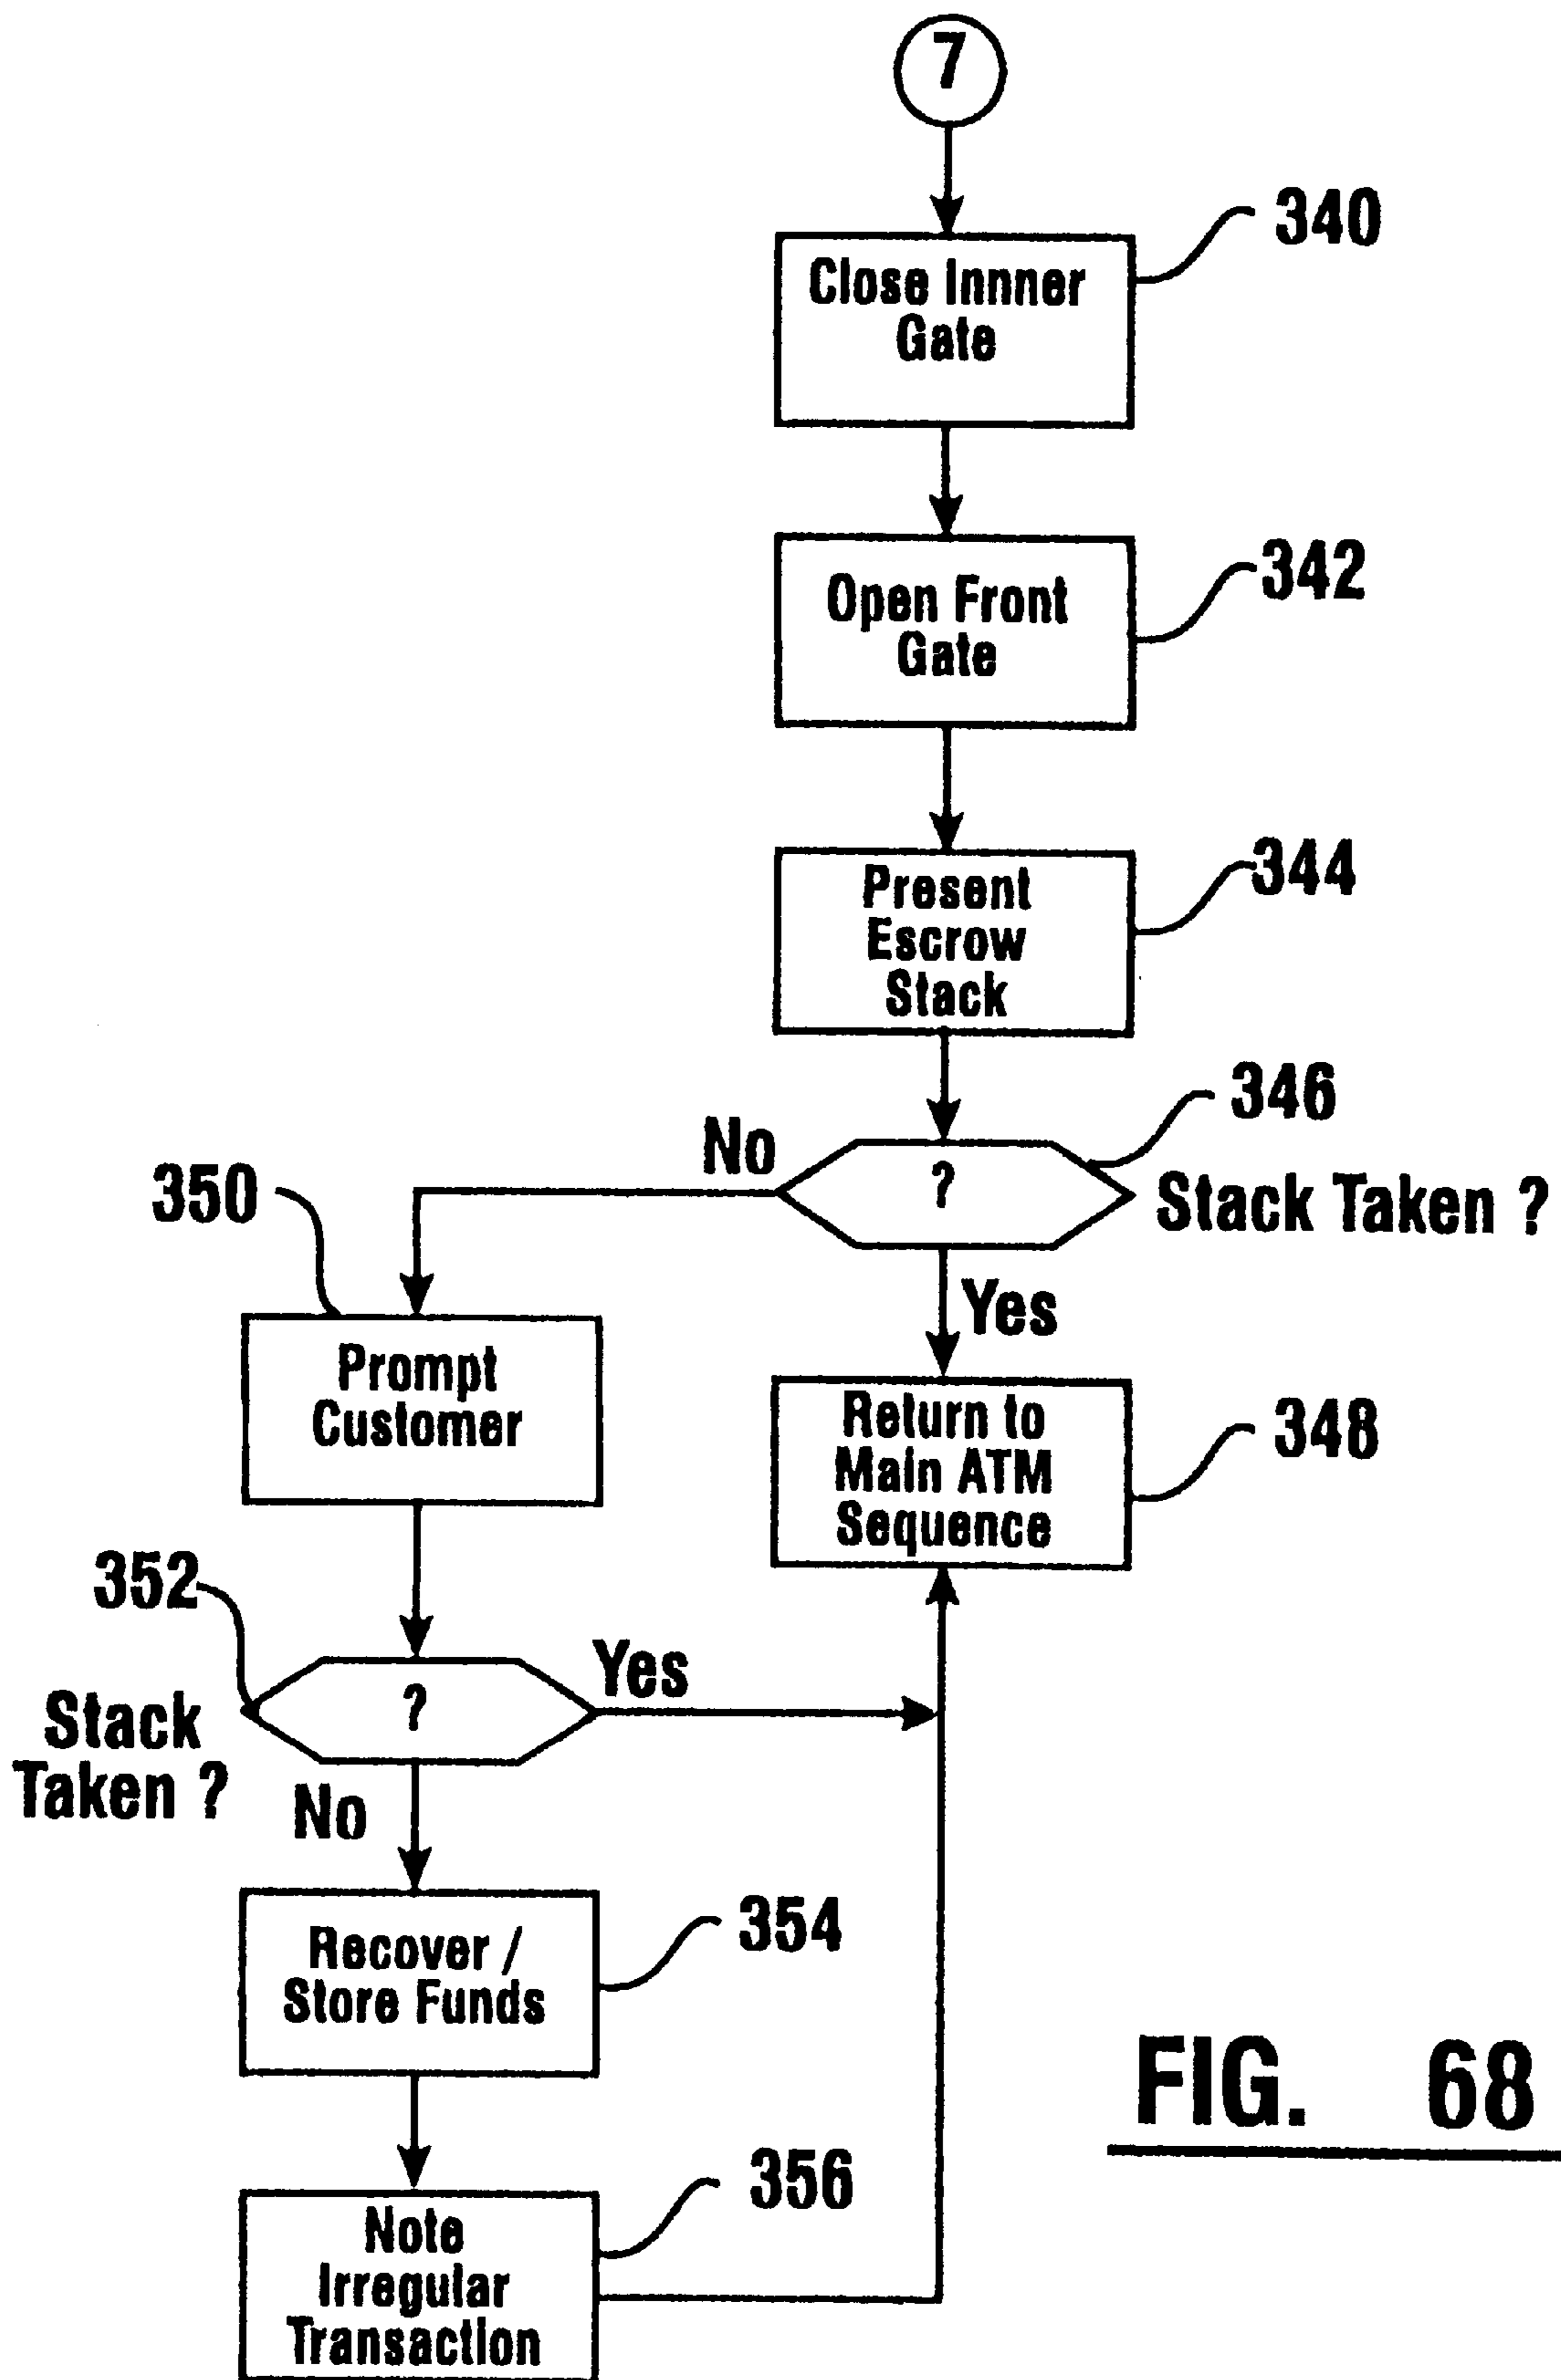 7
340
Close Innner
Gate
342
Open Front
Gate
344
Present
Escrow
Stack
346
No
?
Stack Taken ?
350
Yes
Prompt
Customer
Return to
Main ATM
Sequence
348
352
Yes
?
Stack
Taken ?
No
Recover /
Store Funds
354
FIG. 68
356
Note
Irregular
Transaction